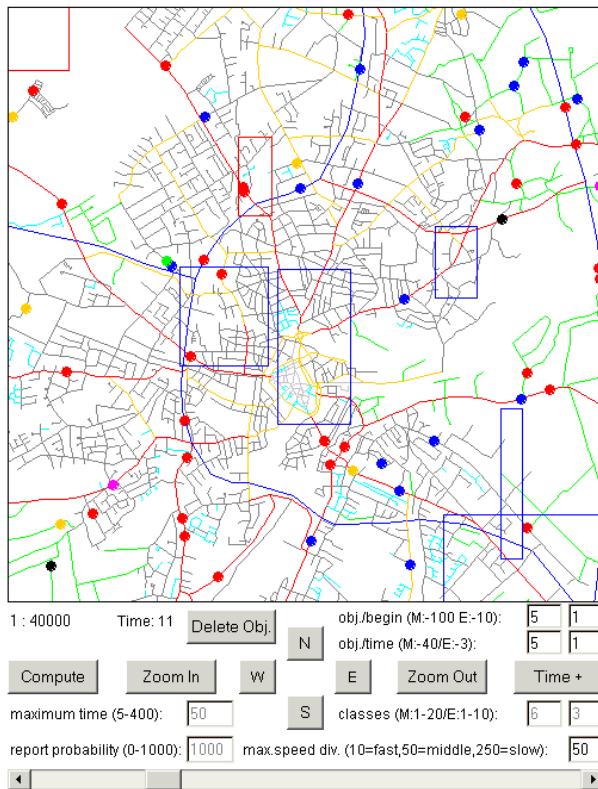 1 : 40000 Time: 11 Delete Obj. N obj./begin (M:-100 E:-10): 5 1
obj./time (M:-40/E:-3): 5 1
Compute Zoom In W E Zoom Out Time +
maximum time (5-400): 50 S classes (M:1-20/E:1-10): 6 3
report probability (0-1000): 1000 max.speed div. (10=fast,50=middle,250=slow): 50